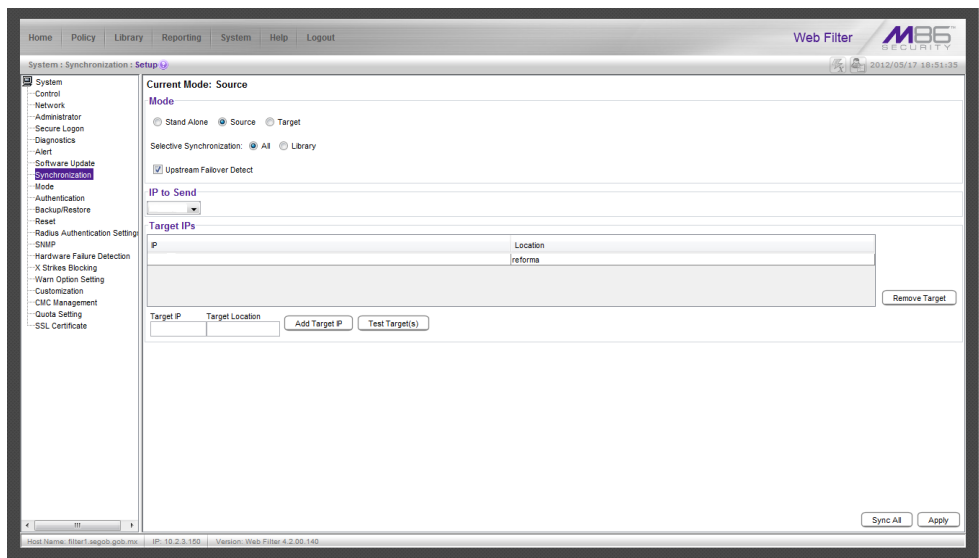 Home Policy Library Reporting System Help Logout
Web Filter
M86
SECURITY
System : Synchronization : Setup
2012/05/17 18:51:35
System
Control
Network
Administrator
Secure Logon
Diagnostics
Alert
Software Update
Synchronization
Mode
Authentication
Backup/Restore
Reset
Radius Authentication Settings
SNMP
Hardware Failure Detection
X Strikes Blocking
Warn Option Setting
Customization
CMC Management
Quota Setting
SSL Certificate
Current Mode: Source
Mode
Stand Alone Source Target
Selective Synchronization: All Library
Upstream Failover Detect
IP to Send
Target IPs
IP Location
reforma
Remove Target
Target IP Target Location
Add Target IP Test Target(s)
Sync All Apply
Host Name: filter1.segob.gob.mx IP: 10.2.3.150 Version: Web Filter 4.2.00.140